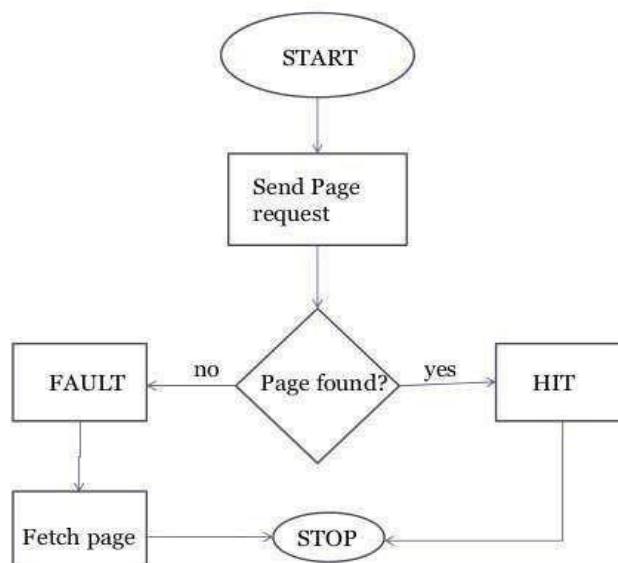 START
Send Page
request
no
Page found?
yes
FAULT
HIT
Fetch page
STOP